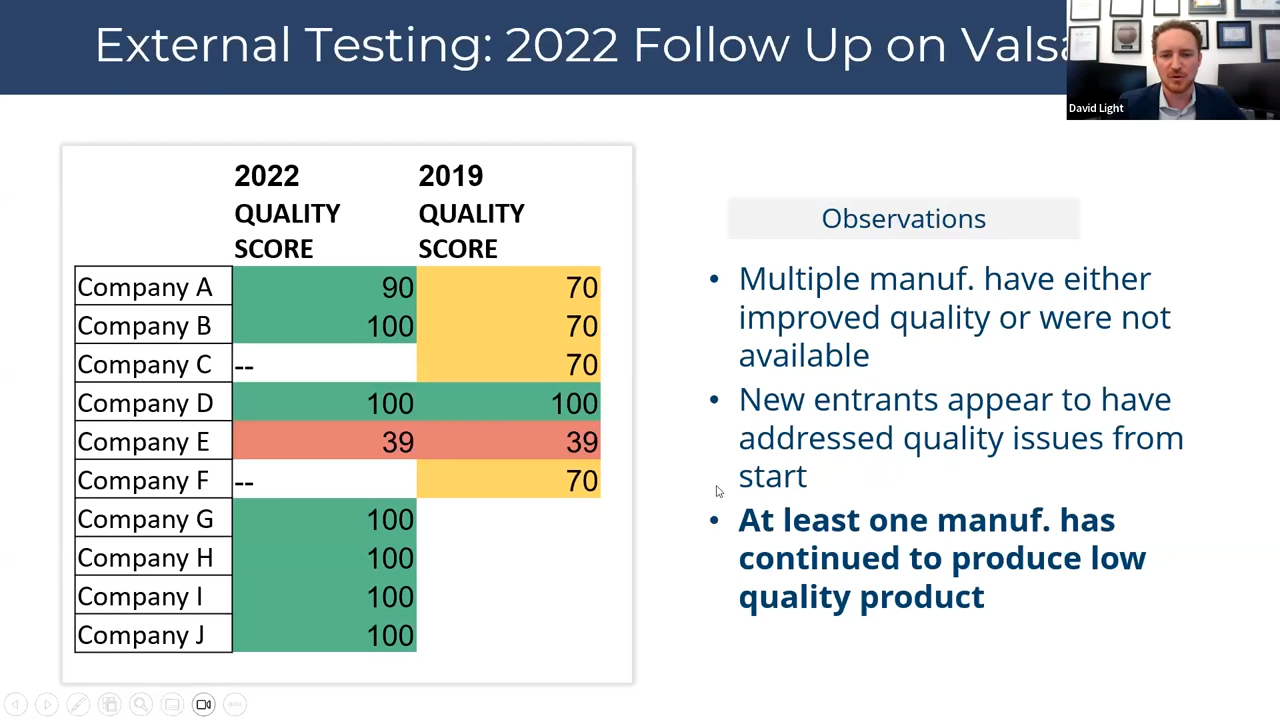 External Testing: 2022 Follow Up on
David Light
2022 2019
QUALITY QUALITY
SCORE SCORE
Company A 90 70
Company B 100 70
Company C -- 70
Company D 100 100
Company E 39 39
Company F -- 70
Company G 100
Company H 100
Company I 100
Company J 100
Observations
• Multiple manuf. have either
improved quality or were not
available
• New entrants appear to have
addressed quality issues from
start
• At least one manuf. has
continued to produce low
quality product